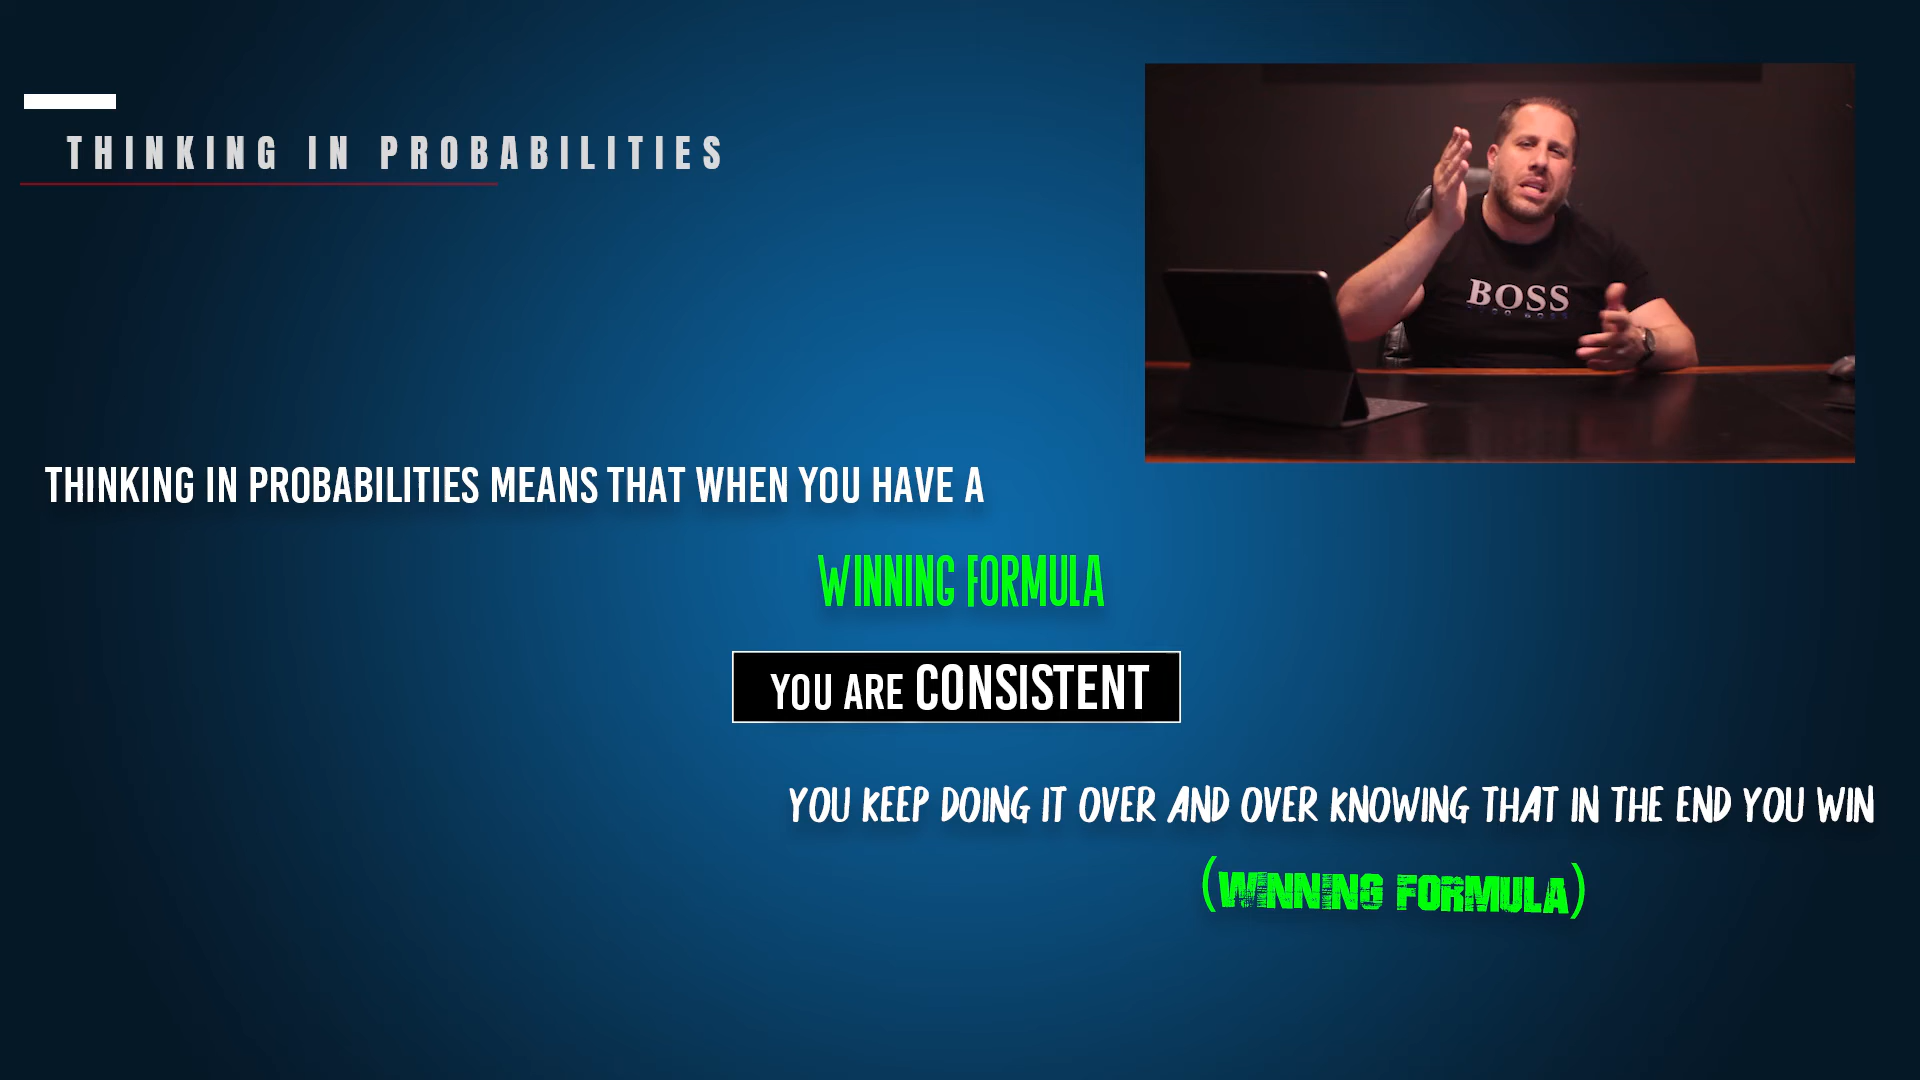 THINKING IN PROBABILITIES
BOSS
THINKING IN PROBABILITIES MEANS THAT WHEN YOU HAVE A
WINNING FORMULA
YOU ARE CONSISTENT
YOU KEEP DOING IT OVER AND OVER KNOWING THAT IN THE END YOU WIN
(WINNING FORMULA)